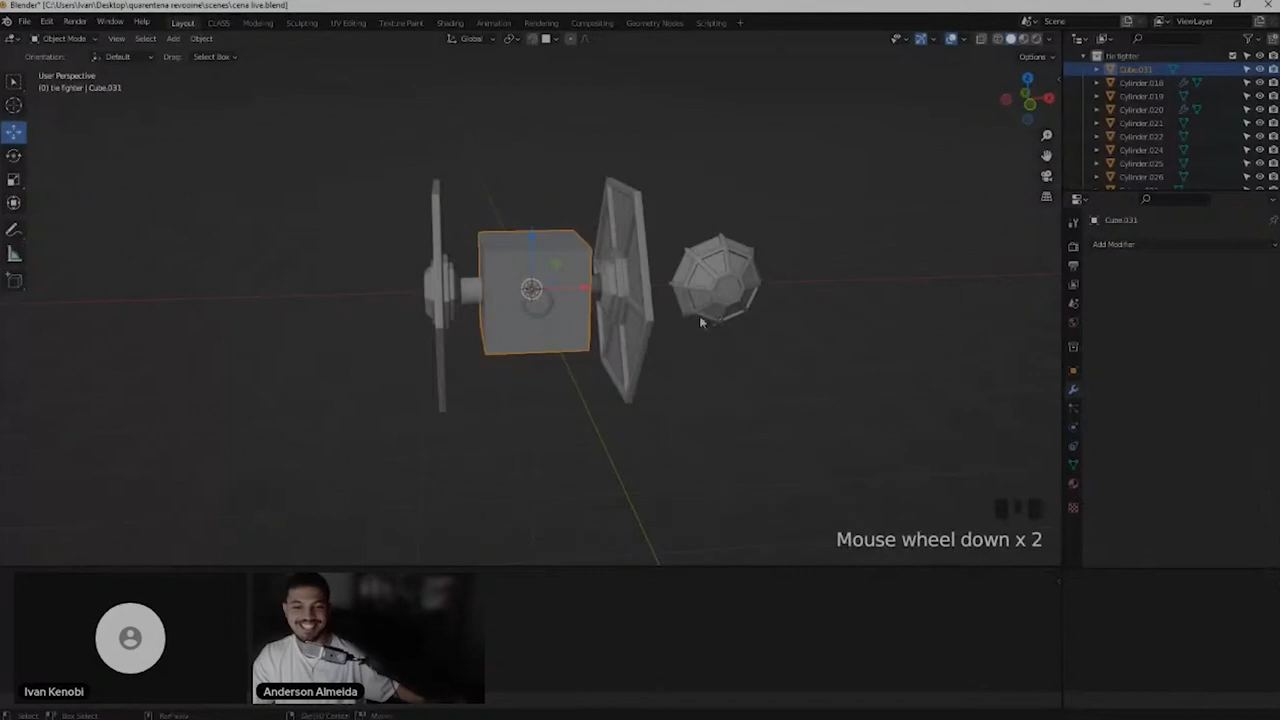 Blender* [C:\Users\Ivan\Desktop\quarentena revooine\scenes\cena live.blend]
File Edit Render Window Help Layout CLASS Modeling Sculpting UV Editing Texture Paint Shading Animation Rendering Compositing Geometry Nodes Scripting + Scene ViewLayer
Object Mode View Select Add Object Global Options
Orientation: Default Drag: Select Box
User Perspective
(0) tie fighter | Cube.031
tie fighter
Cube.031
Cylinder.018
Cylinder.019
Cylinder.020
Cylinder.021
Cylinder.022
Cylinder.024
Cylinder.025
Cylinder.026
Cube.031
Add Modifier
Mouse wheel down x 2
Ivan Kenobi
Anderson Almeida
Select Box Select